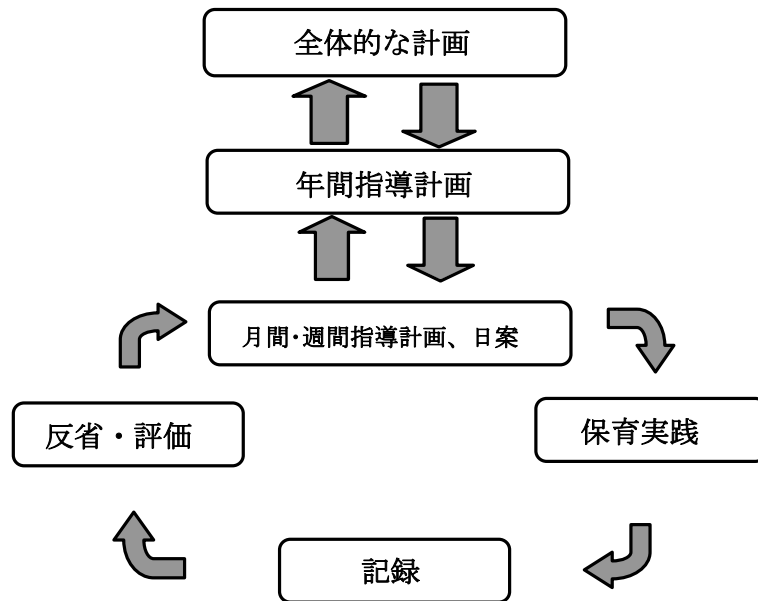 全体的な計画
年間指導計画
月間･週間指導計画、日案
反省・評価
保育実践
記録